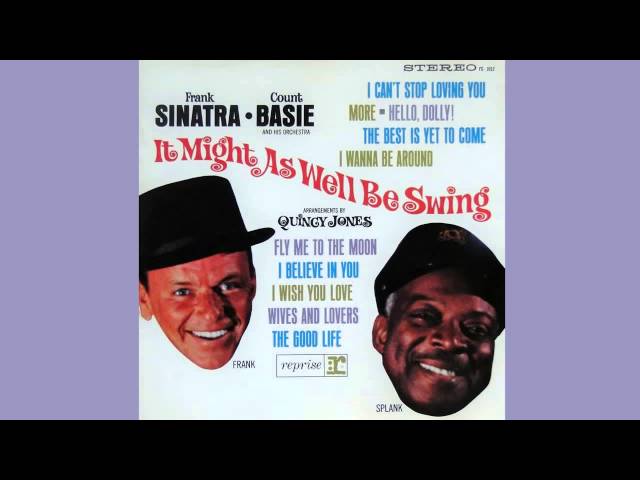 STEREO FS-1012
Frank Count
SINATRA • BASIE
AND HIS ORCHESTRA
I CAN'T STOP LOVING YOU
MORE • HELLO, DOLLY!
THE BEST IS YET TO COME
I WANNA BE AROUND
It Might As Well Be Swing
ARRANGEMENTS BY
QUINCY JONES
FLY ME TO THE MOON
I BELIEVE IN YOU
I WISH YOU LOVE
WIVES AND LOVERS
THE GOOD LIFE
FRANK
reprise r:
SPLANK